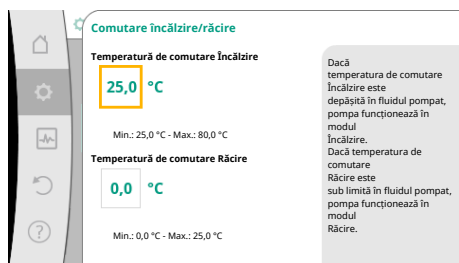 Comutare încălzire/răcire
Temperatură de comutare Încălzire
25,0 °C
Min.: 25,0 °C - Max.: 80,0 °C
Temperatură de comutare Răcire
0,0 °C
Min.: 0,0 °C - Max.: 25,0 °C
Dacă
temperatura de comutare
Încălzire este
depășită în fluidul pompat,
pompa funcționează în
modul
Încălzire.
Dacă temperatura de
comutare
Răcire este
sub limită în fluidul pompat,
pompa funcționează în
modul
Răcire.